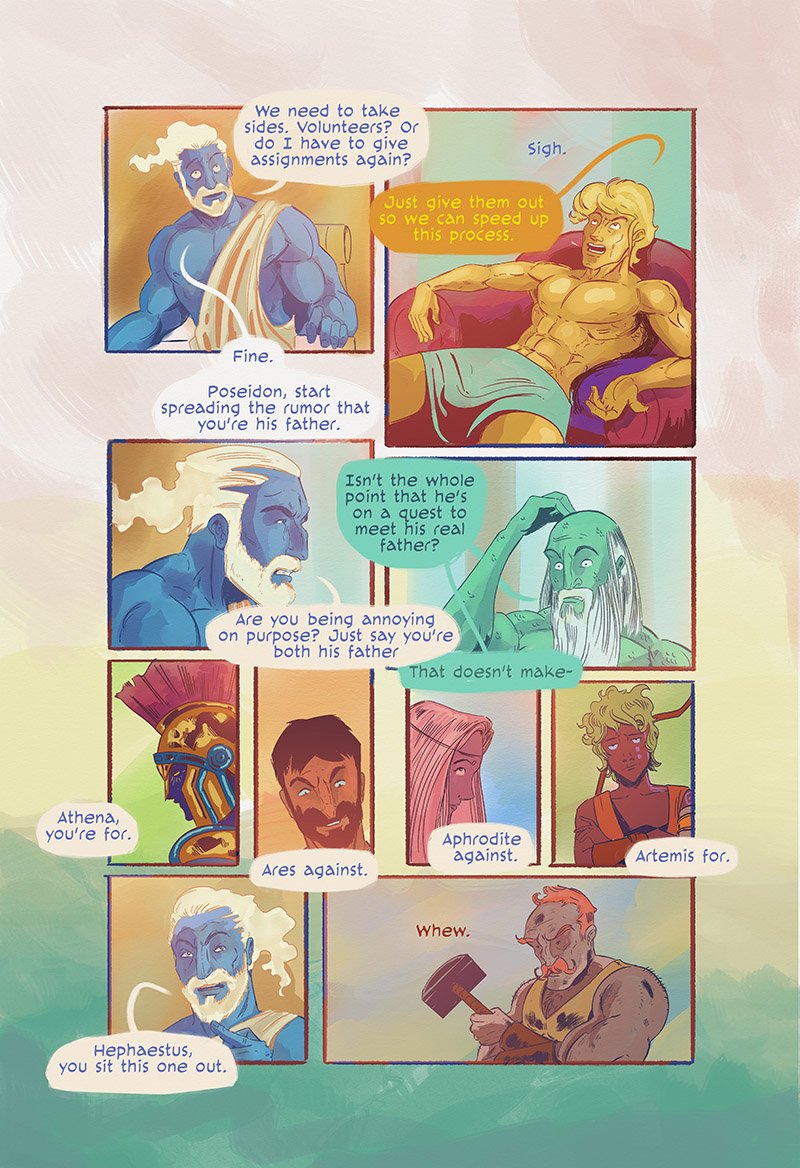 We need to take
sides. Volunteers? Or
do I have to give
assignments again?
Sigh.
Just give them out
so we can speed up
this process.
Fine.
Poseidon, start
spreading the rumor that
you're his father.
Isn't the whole
point that he's
on a quest to
meet his real
father?
Are you being annoying
on purpose? Just say you're
both his father
That doesn't make-
Athena,
you're for.
Ares against.
Aphrodite
against.
Artemis for.
Whew.
Hephaestus,
you sit this one out.